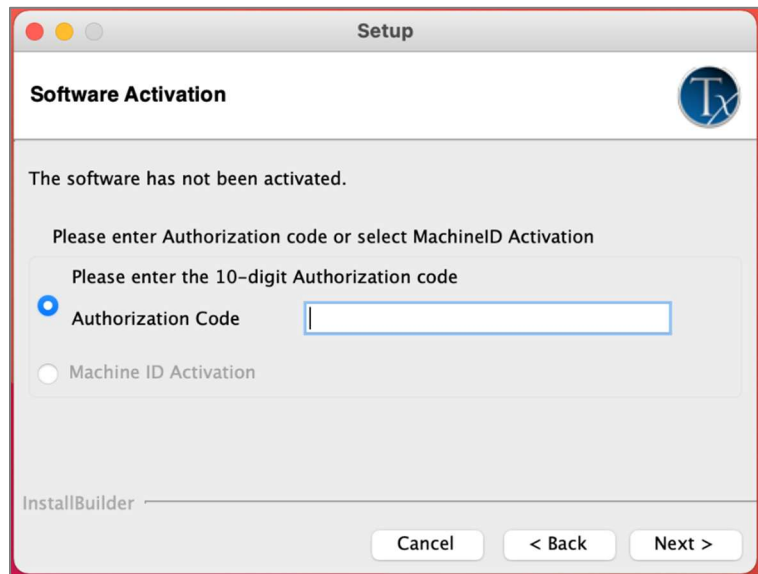 Setup
Software Activation
Tx
The software has not been activated.
Please enter Authorization code or select MachineID Activation
Please enter the 10-digit Authorization code
Authorization Code
Machine ID Activation
InstallBuilder
Cancel
< Back
Next >